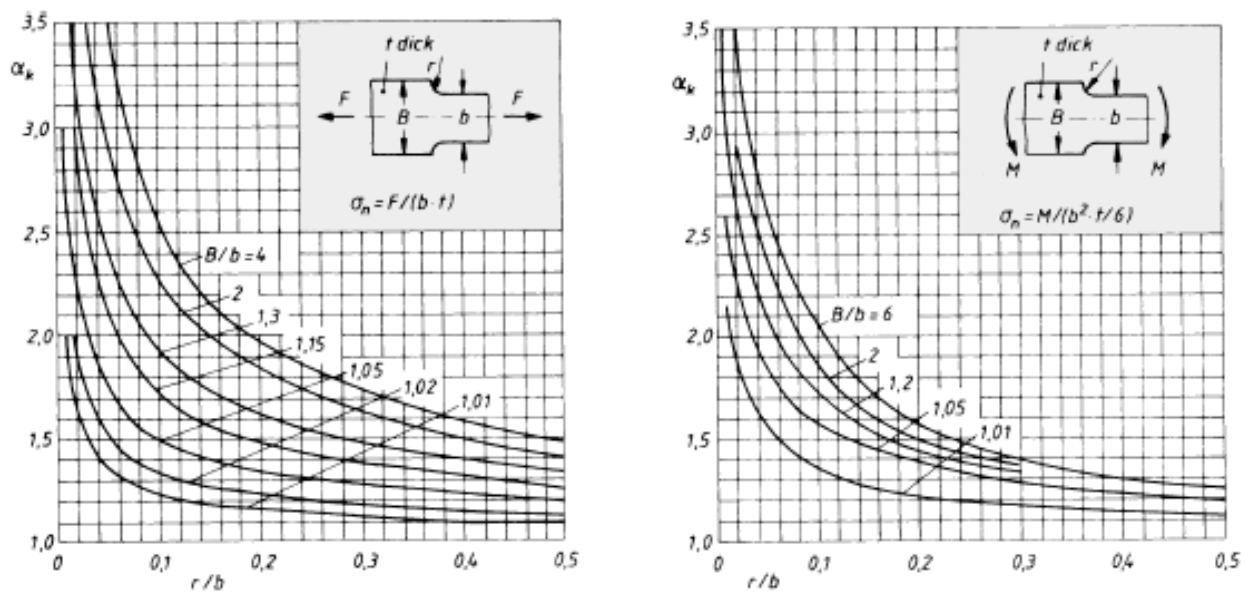 3,5
α_k
3,0
2,5
2,0
1,5
1,0
0
0,1
0,2
0,3
0,4
0,5
r/b
t dick
r
F
B
b
F
σ_n = F/(b·t)
B/b = 4
2
1,3
1,15
1,05
1,02
1,01
3,5
α_k
3,0
2,5
2,0
1,5
1,0
0
0,1
0,2
0,3
0,4
0,5
r/b
t dick
r
B
b
M
M
σ_n = M/(b²·t/6)
B/b = 6
2
1,2
1,05
1,01